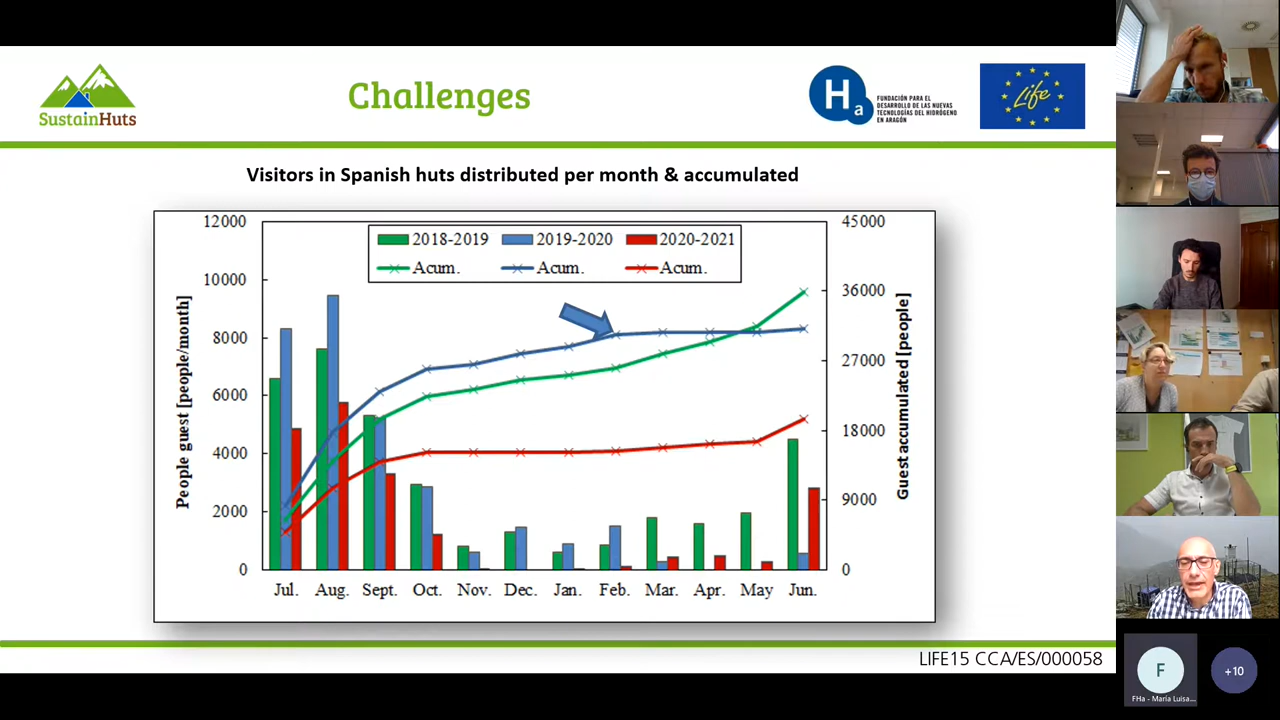 SustainHuts
Challenges
Ha
FUNDACIÓN PARA EL
DESARROLLO DE LAS NUEVAS
TECNOLOGÍAS DEL HIDRÓGENO
EN ARAGÓN
Life
Visitors in Spanish huts distributed per month & accumulated
12000
10000
8000
6000
4000
2000
0
People guest [people/month]
2018-2019 2019-2020 2020-2021
Acum. Acum. Acum.
45000
36000
27000
18000
9000
0
Guest accumulated [people]
Jul. Aug. Sept. Oct. Nov. Dec. Jan. Feb. Mar. Apr. May Jun.
LIFE15 CCA/ES/000058
F
FHa - María Luisa...
+10